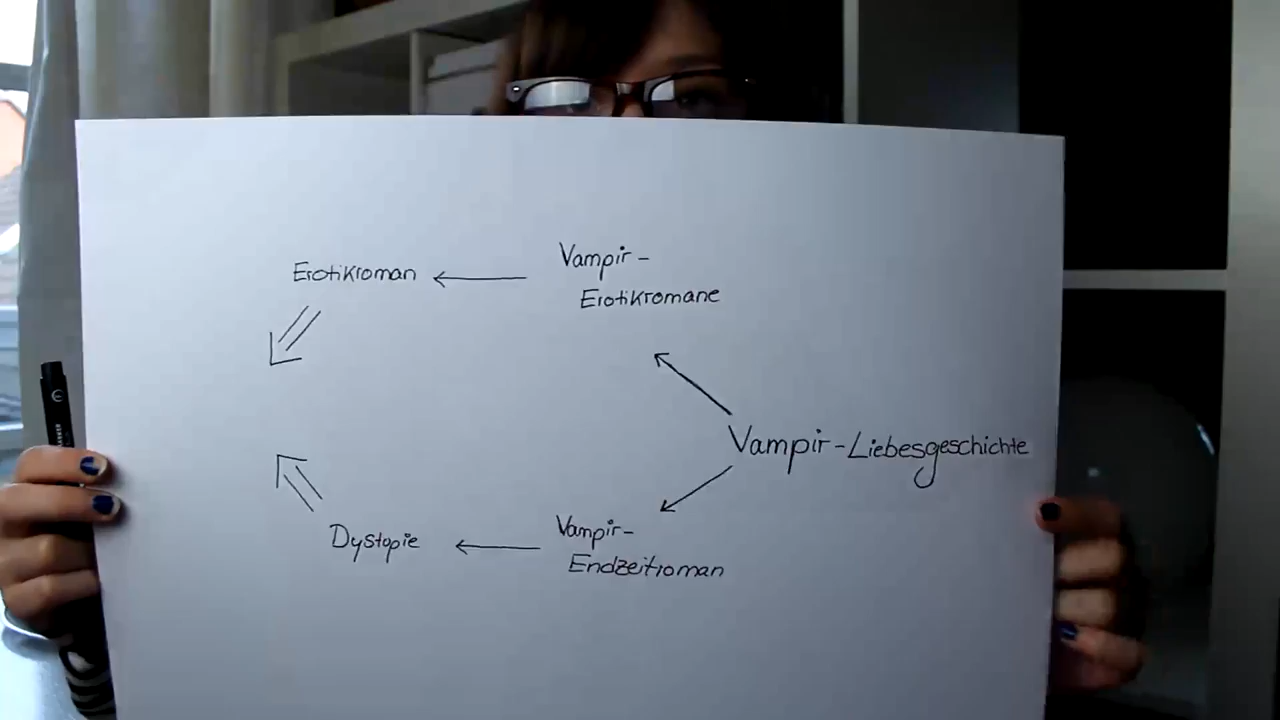 Vampir-
Erotikroman
Erotikromane
Vampir-Liebesgeschichte
Vampir-
Dystopie
Endzeitroman